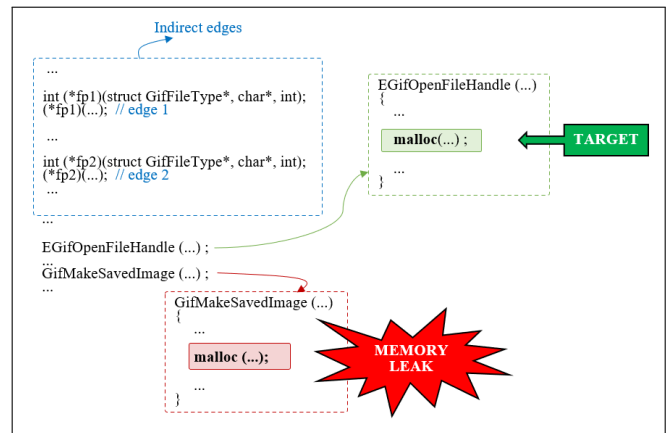 Indirect edges
...
int (*fp1)(struct GifFileType*, char*, int);
(*fp1)(...); // edge 1
...
int (*fp2)(struct GifFileType*, char*, int);
(*fp2)(...); // edge 2
...
...
EGifOpenFileHandle (...) ;
...
GifMakeSavedImage (...) ;
...
EGifOpenFileHandle (...)
{
...
malloc(...) ;
...
}
TARGET
GifMakeSavedImage (...)
{
...
malloc (...);
...
}
MEMORY
LEAK